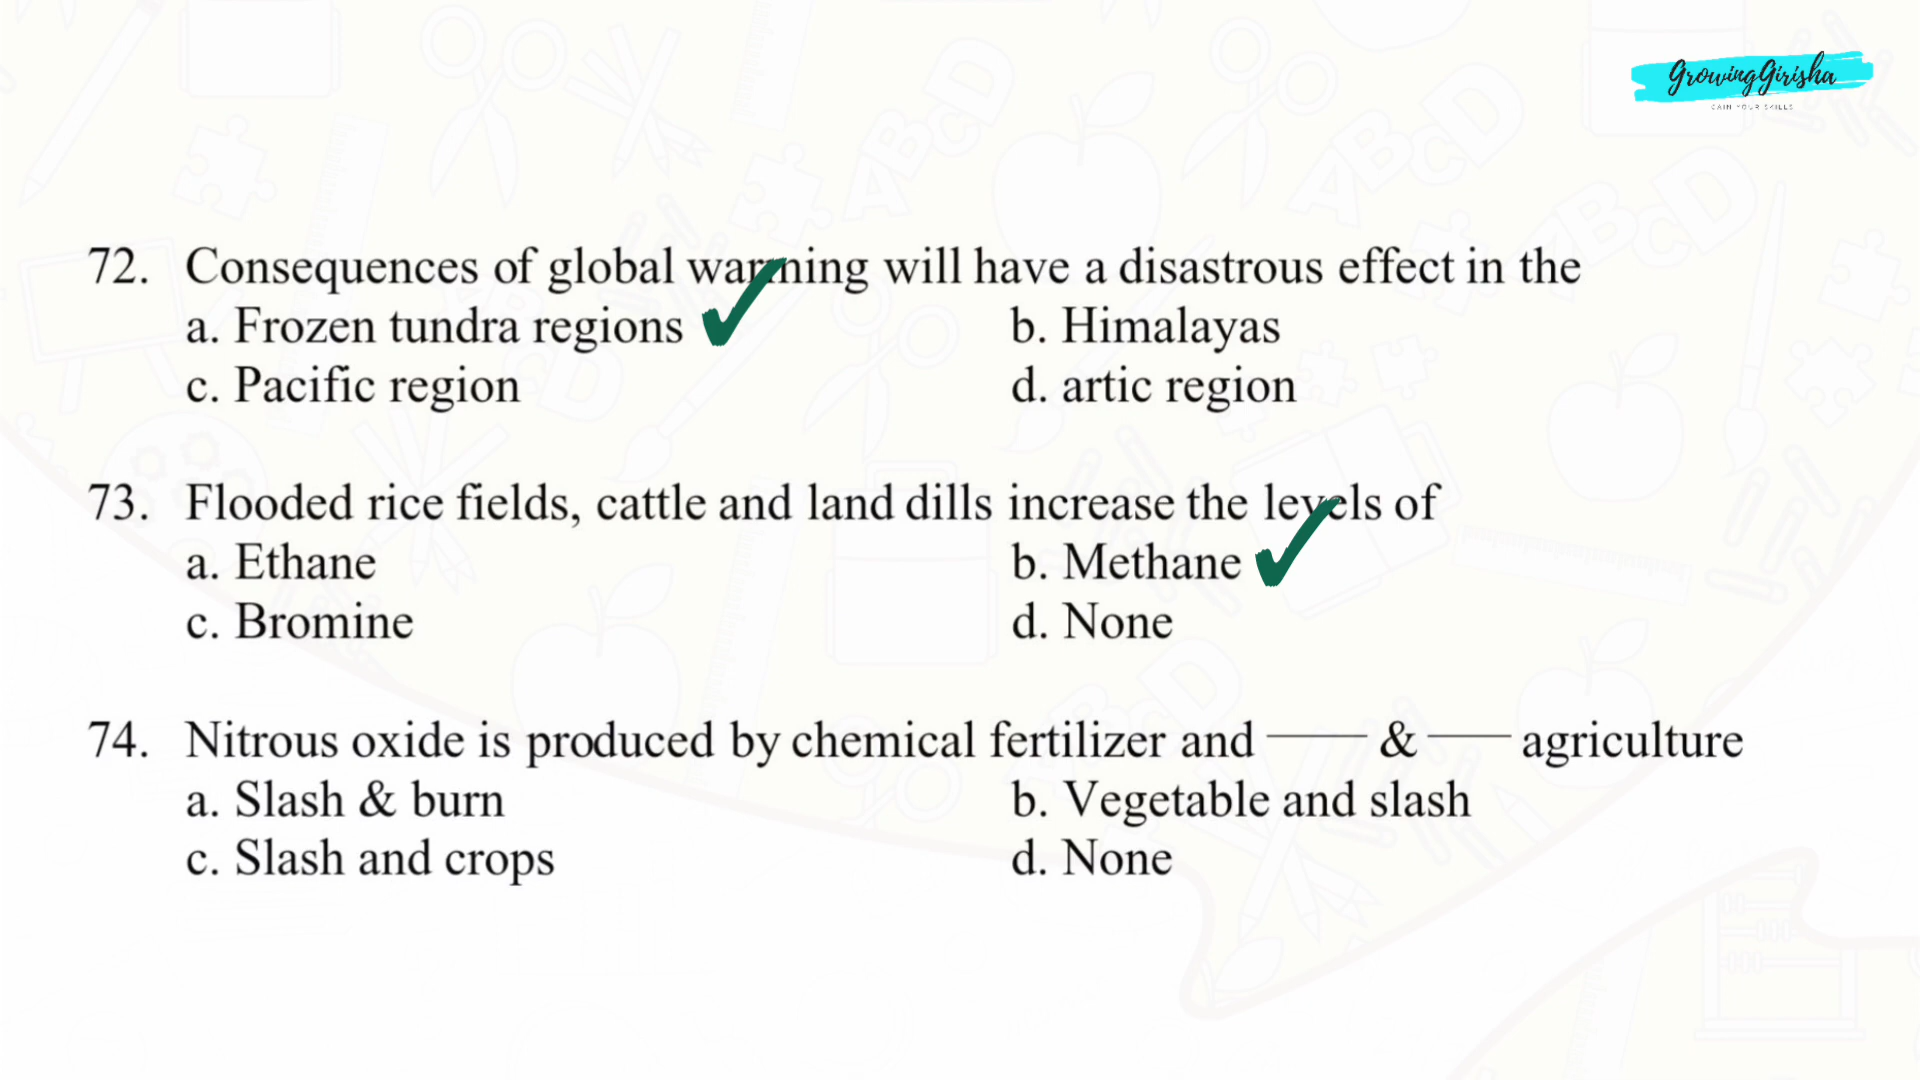 GrowingGirisha
GAIN YOUR SKILLS
72. Consequences of global warming will have a disastrous effect in the
a. Frozen tundra regions b. Himalayas
c. Pacific region d. artic region
73. Flooded rice fields, cattle and land dills increase the levels of
a. Ethane b. Methane
c. Bromine d. None
74. Nitrous oxide is produced by chemical fertilizer and —— & —— agriculture
a. Slash & burn b. Vegetable and slash
c. Slash and crops d. None